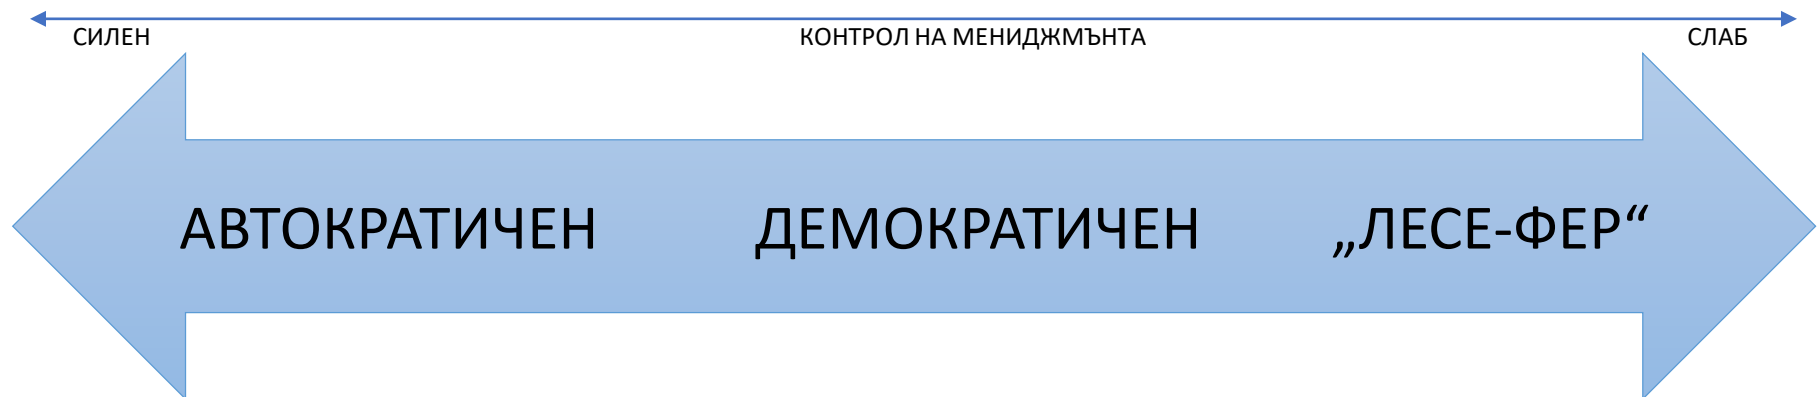 СИЛЕН КОНТРОЛ НА МЕНИДЖМЪНТА СЛАБ
АВТОКРАТИЧЕН ДЕМОКРАТИЧЕН „ЛЕСЕ-ФЕР“